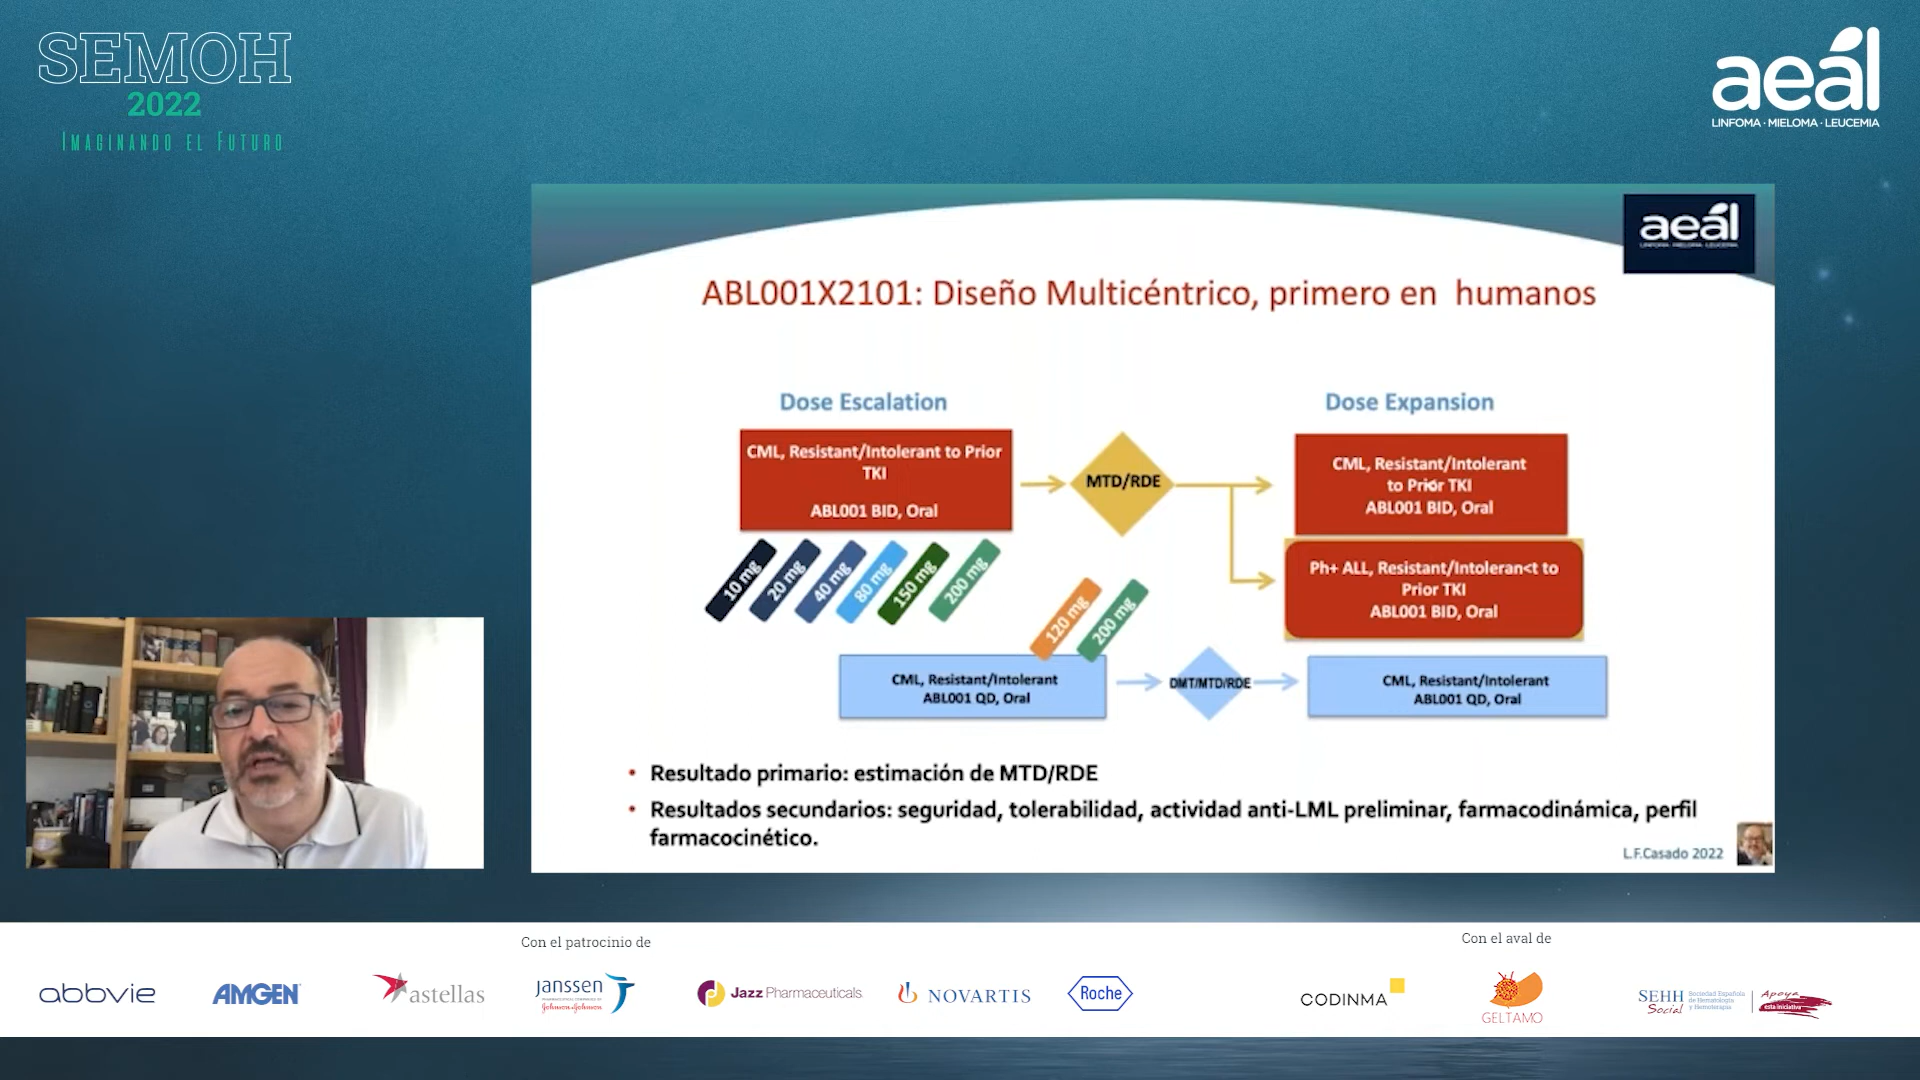 SEMOH
2022
IMAGINANDO EL FUTURO
aeál
LINFOMA · MIELOMA · LEUCEMIA
aeál
LINFOMA · MIELOMA · LEUCEMIA
ABL001X2101: Diseño Multicéntrico, primero en humanos
Dose Escalation
Dose Expansion
CML, Resistant/Intolerant to Prior
TKI
ABL001 BID, Oral
MTD/RDE
CML, Resistant/Intolerant
to Prior TKI
ABL001 BID, Oral
10 mg
20 mg
40 mg
80 mg
150 mg
200 mg
Ph+ ALL, Resistant/Intoleran<t to
Prior TKI
ABL001 BID, Oral
120 mg
200 mg
CML, Resistant/Intolerant
ABL001 QD, Oral
DMT/MTD/RDE
CML, Resistant/Intolerant
ABL001 QD, Oral
• Resultado primario: estimación de MTD/RDE
• Resultados secundarios: seguridad, tolerabilidad, actividad anti-LML preliminar, farmacodinámica, perfil
farmacocinético.
L.F.Casado 2022
Con el patrocinio de
Con el aval de
abbvie
AMGEN
astellas
janssen
Johnson & Johnson
Jazz Pharmaceuticals
NOVARTIS
Roche
CODINMA
GELTAMO
SEHH
Social
Sociedad Española
de Hematología
y Hemoterapia
Apoya
esta iniciativa